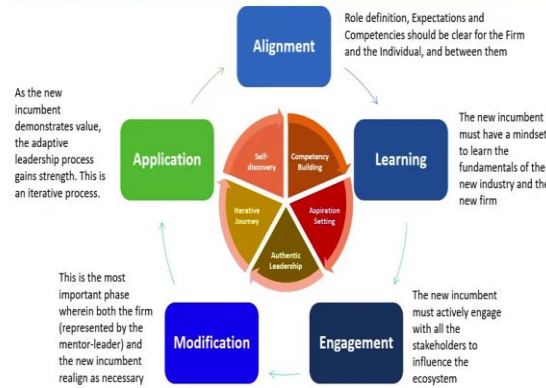 Alignment
Role definition, Expectations and
Competencies should be clear for the Firm
and the Individual, and between them
Learning
The new incumbent
must have a mindset
to learn the
fundamentals of the
new industry and the
new firm
Engagement
The new incumbent
must actively engage
with all the
stakeholders to
influence the
ecosystem
Modification
This is the most
important phase
wherein both the firm
(represented by the
mentor-leader) and
the new incumbent
realign as necessary
Application
As the new
incumbent
demonstrates value,
the adaptive
leadership process
gains strength. This is
an iterative process.
Self-
discovery
Competency
Building
Aspiration
Setting
Authentic
Leadership
Iterative
Journey